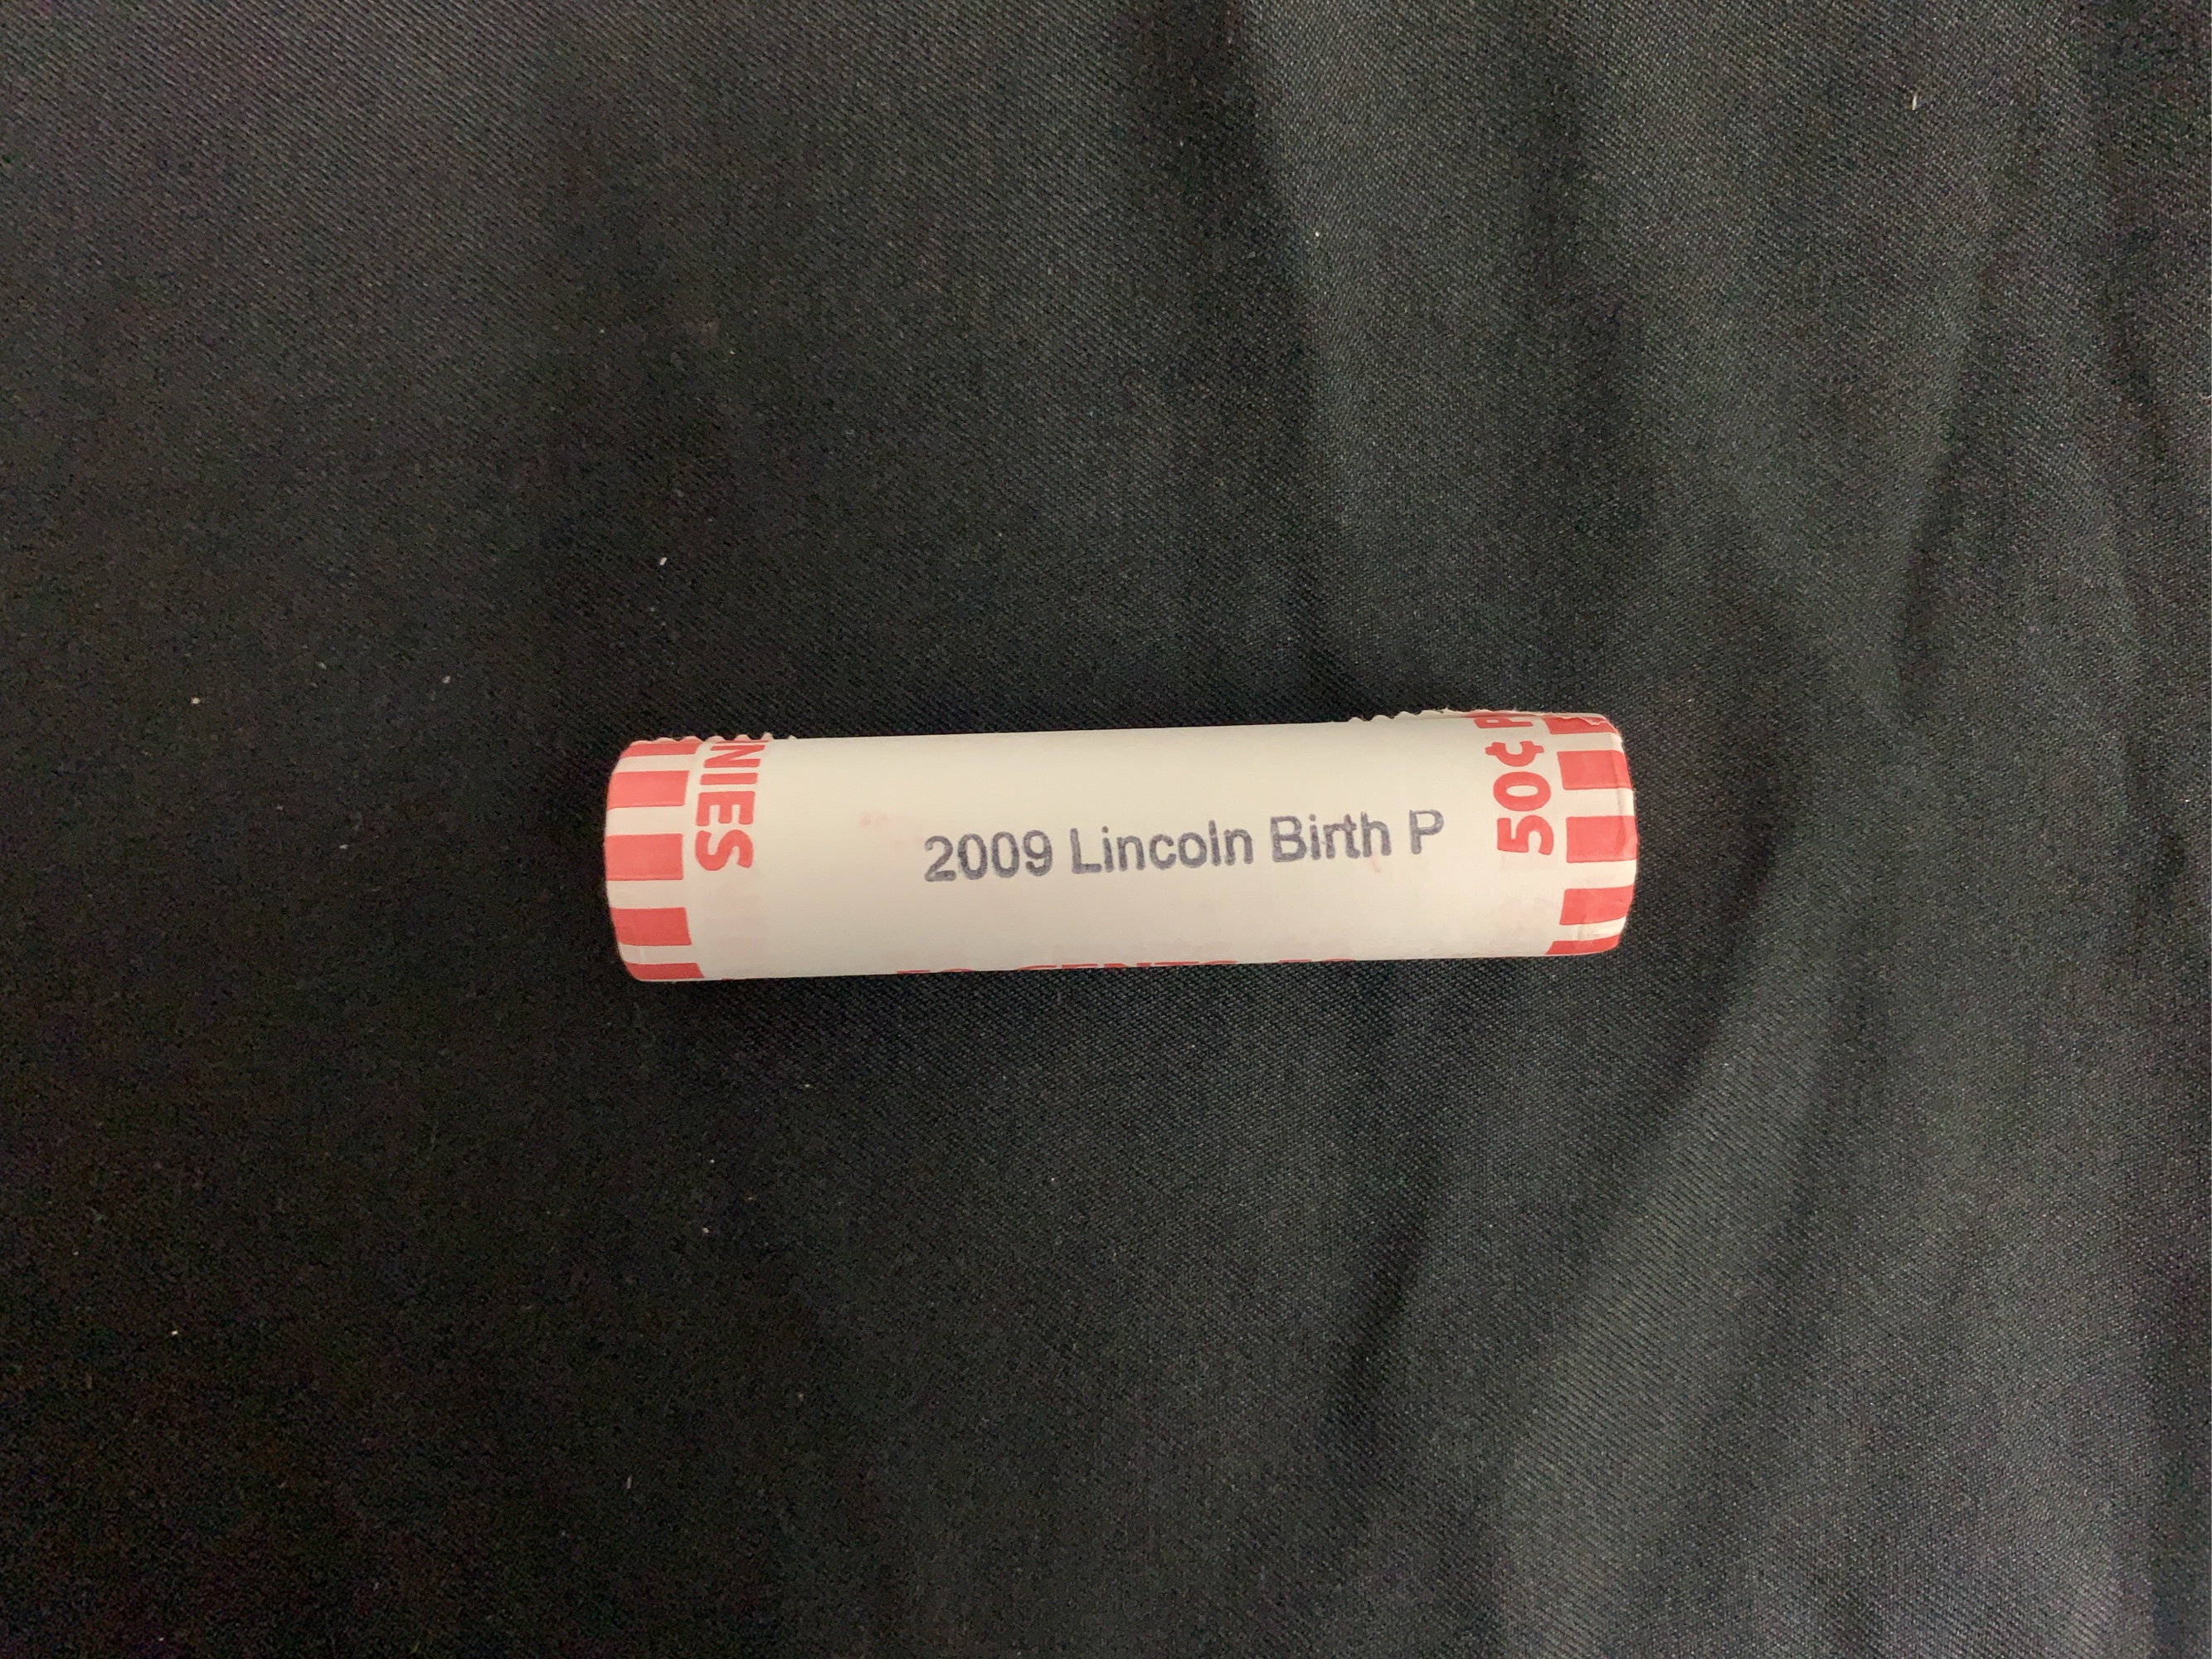 2009 Lincoln Birth P
NIES
50¢ P